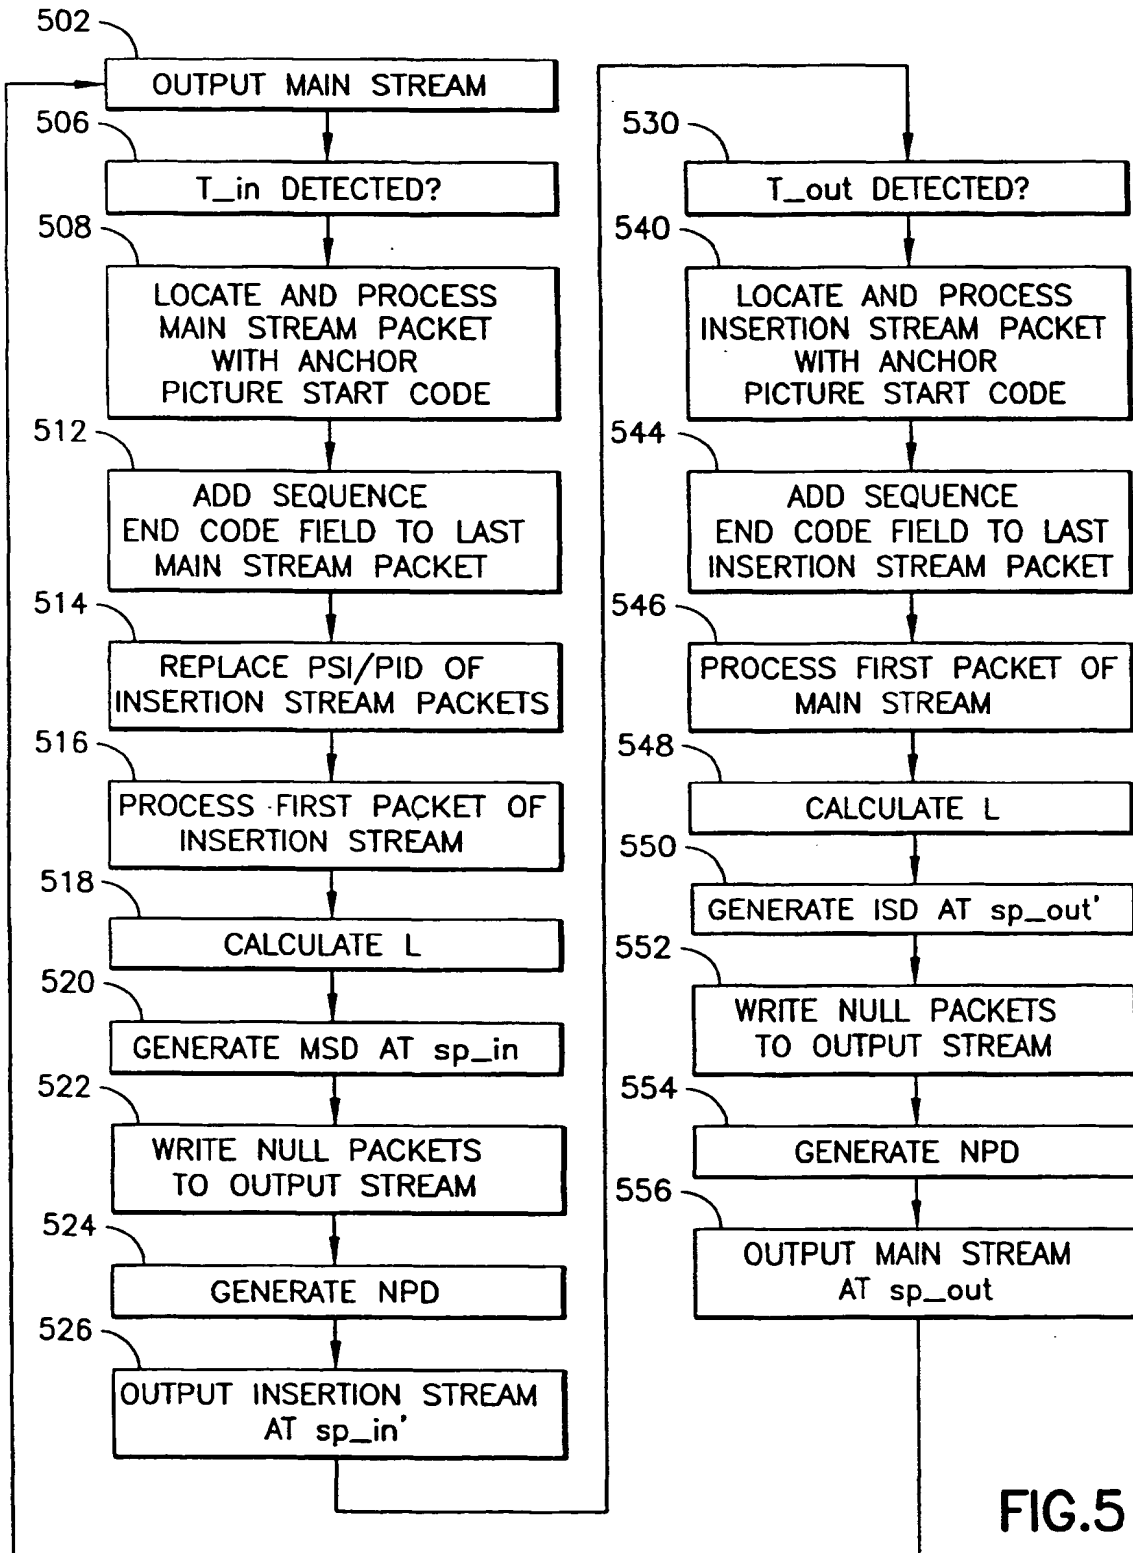 502
OUTPUT MAIN STREAM
506
T_in DETECTED?
508
LOCATE AND PROCESS
MAIN STREAM PACKET
WITH ANCHOR
PICTURE START CODE
512
ADD SEQUENCE
END CODE FIELD TO LAST
MAIN STREAM PACKET
514
REPLACE PSI/PID OF
INSERTION STREAM PACKETS
516
PROCESS FIRST PACKET OF
INSERTION STREAM
518
CALCULATE L
520
GENERATE MSD AT sp_in
522
WRITE NULL PACKETS
TO OUTPUT STREAM
524
GENERATE NPD
526
OUTPUT INSERTION STREAM
AT sp_in'
530
T_out DETECTED?
540
LOCATE AND PROCESS
INSERTION STREAM PACKET
WITH ANCHOR
PICTURE START CODE
544
ADD SEQUENCE
END CODE FIELD TO LAST
INSERTION STREAM PACKET
546
PROCESS FIRST PACKET OF
MAIN STREAM
548
CALCULATE L
550
GENERATE ISD AT sp_out'
552
WRITE NULL PACKETS
TO OUTPUT STREAM
554
GENERATE NPD
556
OUTPUT MAIN STREAM
AT sp_out
FIG.5